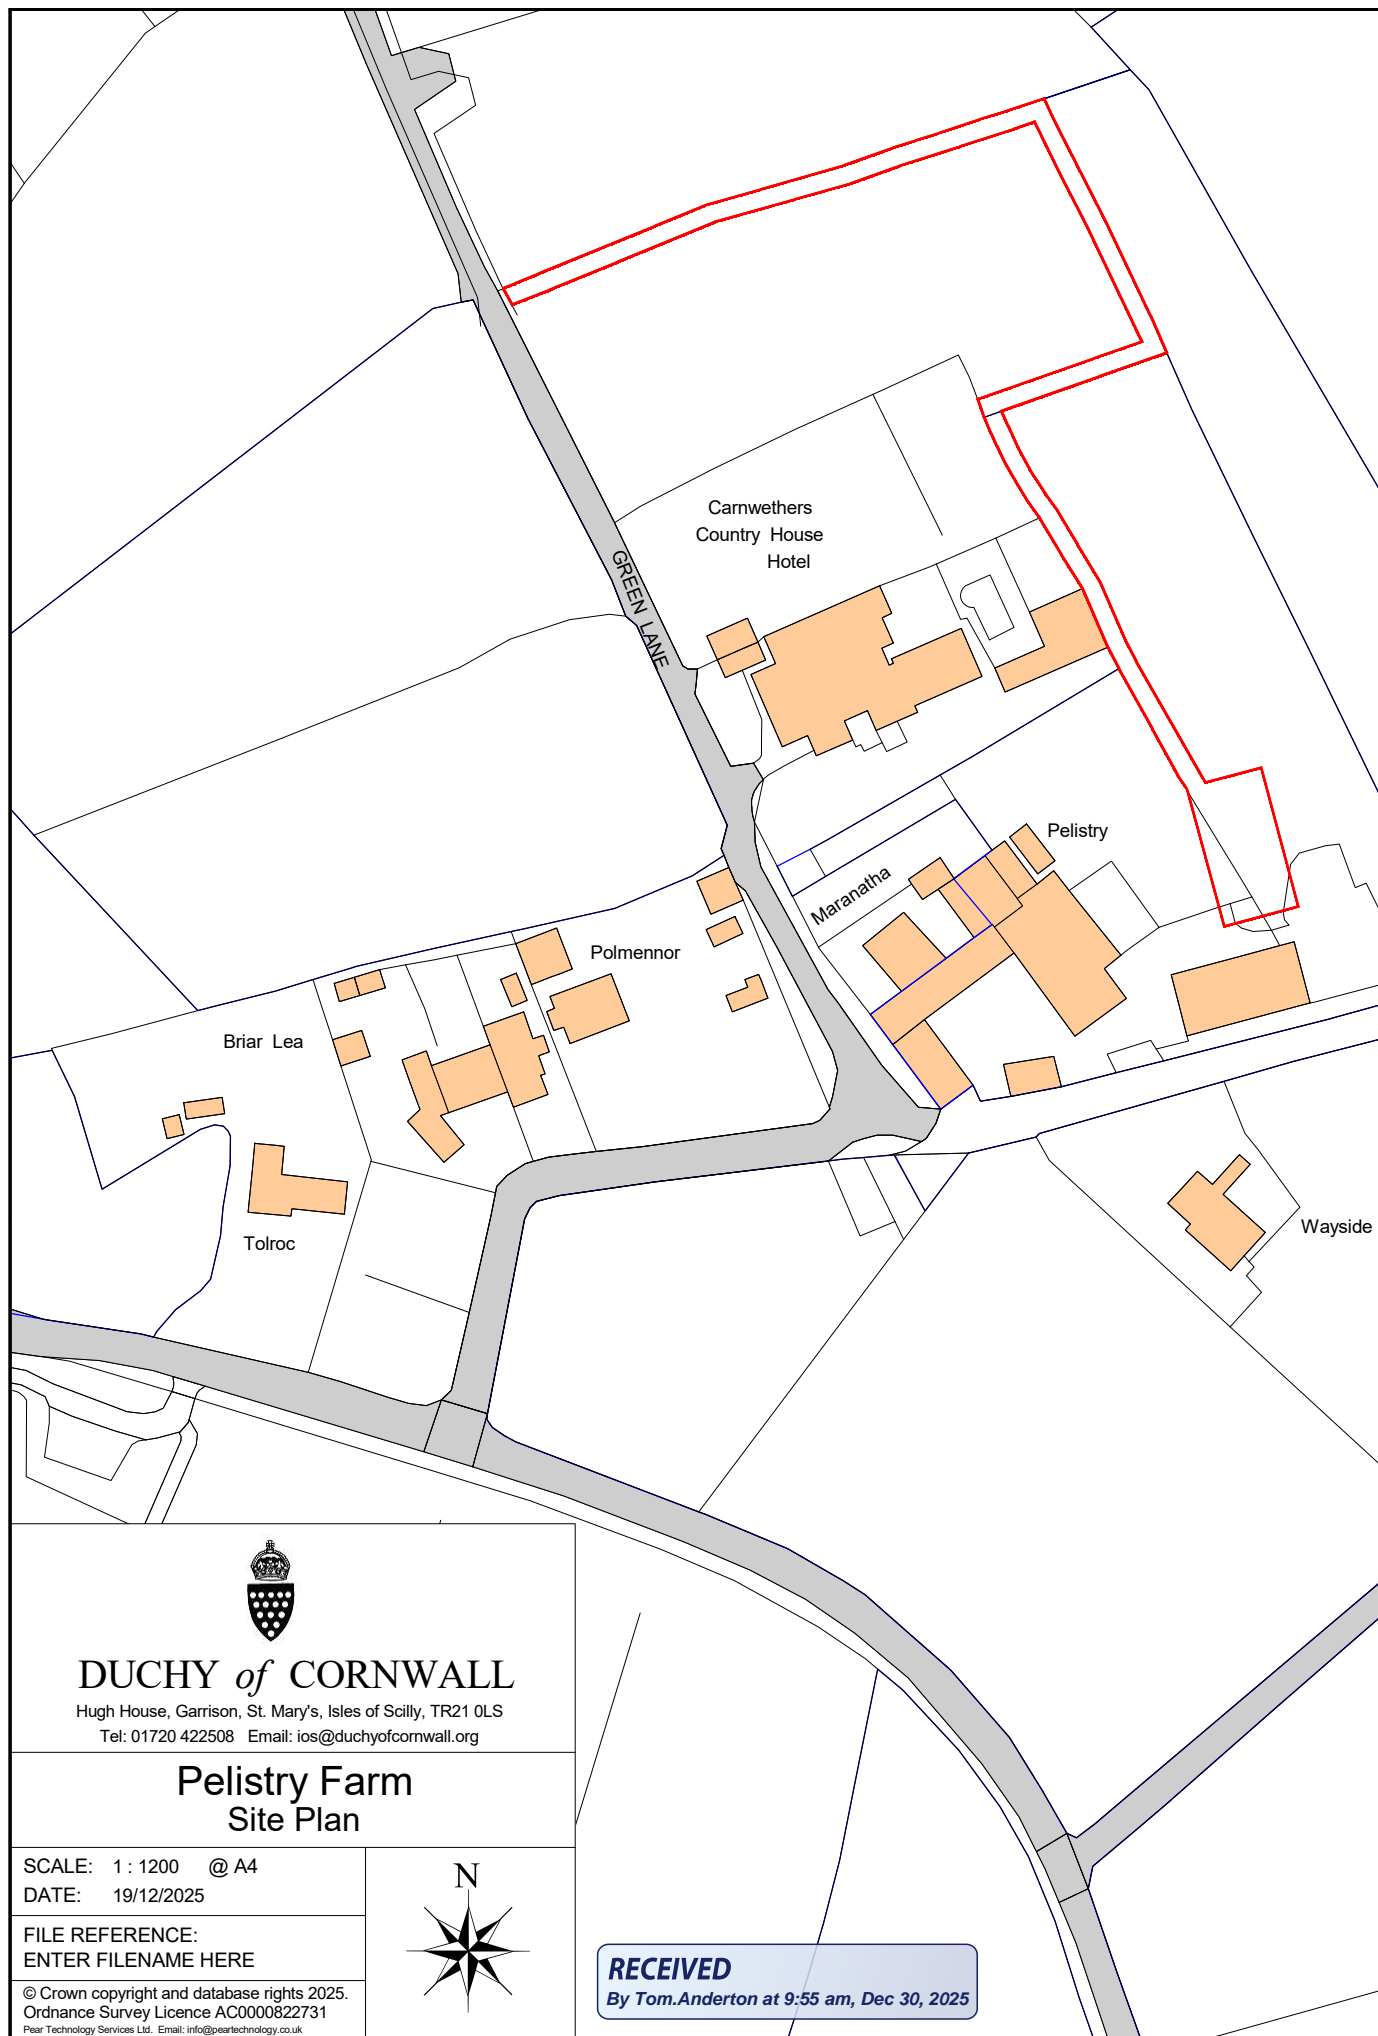 Carnwethers
Country House
Hotel
GREEN LANE
Pelistry
Maranatha
Polmennor
Briar Lea
Tolroc
Wayside
DUCHY of CORNWALL
Hugh House, Garrison, St. Mary's, Isles of Scilly, TR21 0LS
Tel: 01720 422508 Email: ios@duchyofcornwall.org
Pelistry Farm
Site Plan
SCALE: 1 : 1200 @ A4
DATE: 19/12/2025
FILE REFERENCE:
ENTER FILENAME HERE
© Crown copyright and database rights 2025.
Ordnance Survey Licence AC0000822731
Pear Technology Services Ltd. Email: info@peartechnology.co.uk
N
RECEIVED
By Tom.Anderton at 9:55 am, Dec 30, 2025